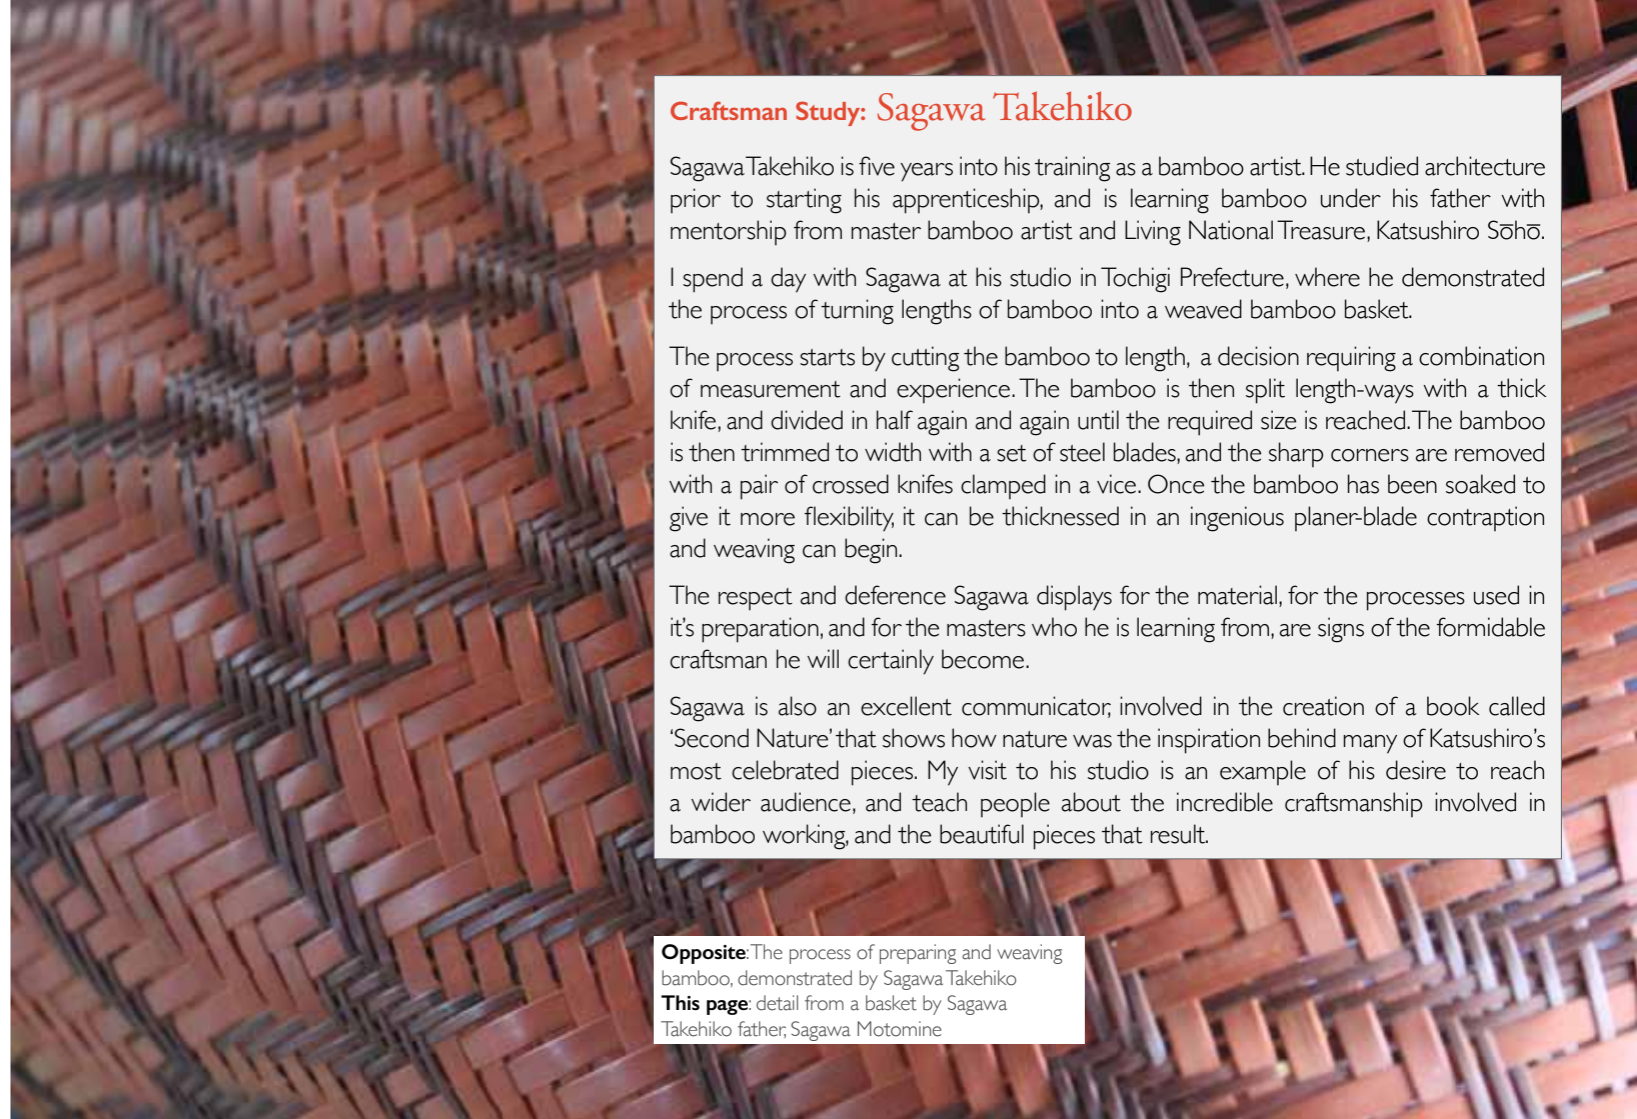 Craftsman Study: Sagawa Takehiko
Sagawa Takehiko is five years into his training as a bamboo artist. He studied architecture
prior to starting his apprenticeship, and is learning bamboo under his father with
mentorship from master bamboo artist and Living National Treasure, Katsushiro Sōhō.
I spend a day with Sagawa at his studio in Tochigi Prefecture, where he demonstrated
the process of turning lengths of bamboo into a weaved bamboo basket.
The process starts by cutting the bamboo to length, a decision requiring a combination
of measurement and experience. The bamboo is then split length-ways with a thick
knife, and divided in half again and again until the required size is reached. The bamboo
is then trimmed to width with a set of steel blades, and the sharp corners are removed
with a pair of crossed knifes clamped in a vice. Once the bamboo has been soaked to
give it more flexibility, it can be thicknessed in an ingenious planer-blade contraption
and weaving can begin.
The respect and deference Sagawa displays for the material, for the processes used in
it's preparation, and for the masters who he is learning from, are signs of the formidable
craftsman he will certainly become.
Sagawa is also an excellent communicator, involved in the creation of a book called
‘Second Nature’ that shows how nature was the inspiration behind many of Katsushiro’s
most celebrated pieces. My visit to his studio is an example of his desire to reach
a wider audience, and teach people about the incredible craftsmanship involved in
bamboo working, and the beautiful pieces that result.
Opposite: The process of preparing and weaving
bamboo, demonstrated by Sagawa Takehiko
This page: detail from a basket by Sagawa
Takehiko father, Sagawa Motomine